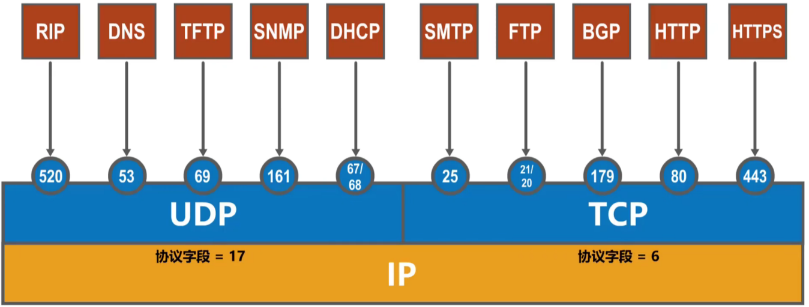 RIP DNS TFTP SNMP DHCP SMTP FTP BGP HTTP HTTPS
520 53 69 161 67/ 68 25 21/ 20 179 80 443
UDP TCP
协议字段 = 17 协议字段 = 6
IP